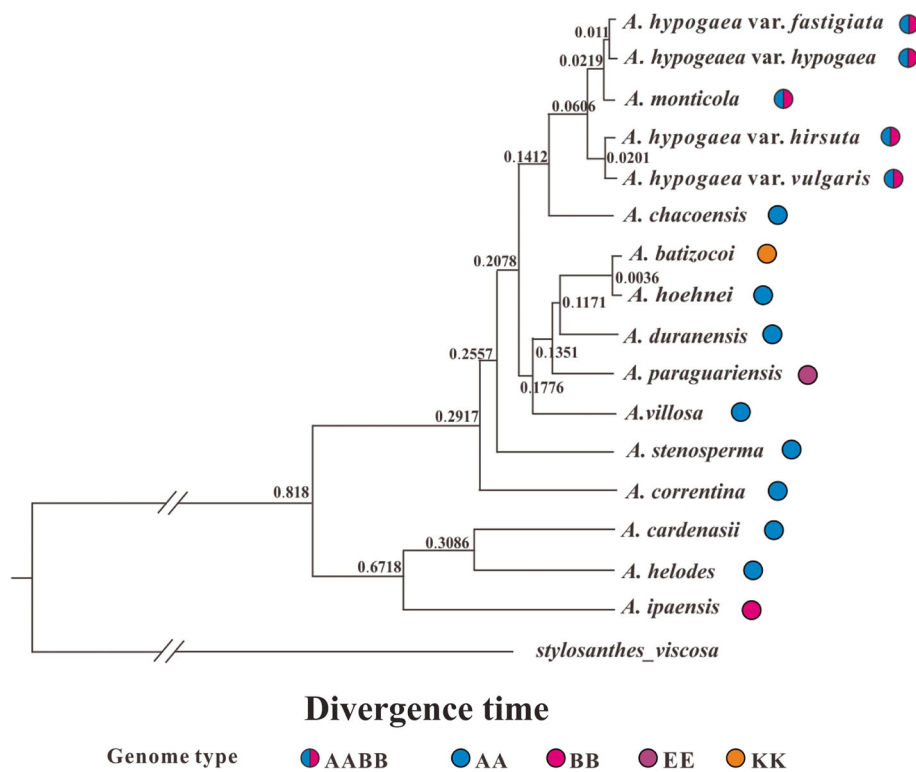 A. hypogaea var. fastigiata
0.011
A. hypogeaea var. hypogaea
0.0219
A. monticola
0.0606
A. hypogaea var. hirsuta
0.1412
0.0201
A. hypogaea var. vulgaris
A. chacoensis
A. batizocoi
0.2078
0.0036
A. hoehnei
0.1171
A. duranensis
0.2557
0.1351
A. paraguariensis
0.1776
A.villosa
0.2917
A. stenosperma
0.818
A. correntina
A. cardenasii
0.3086
0.6718
A. helodes
A. ipaensis
stylosanthes_viscosa
Divergence time
Genome type AABB AA BB EE KK